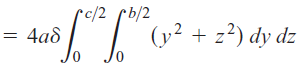 = 4aδ ∫₀^{c/2} ∫₀^{b/2} (y² + z²) dy dz